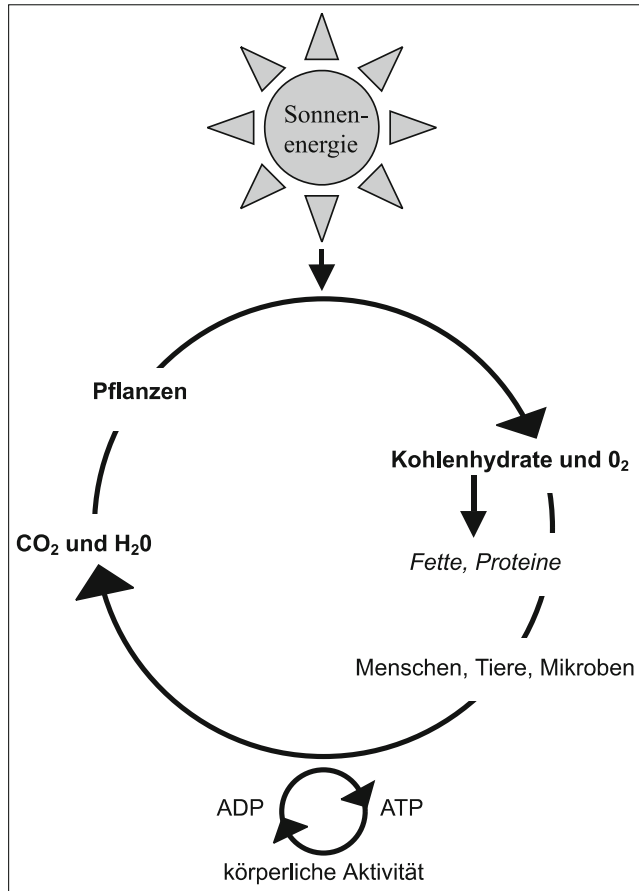 Sonnen-
energie
Pflanzen
Kohlenhydrate und 0₂
CO₂ und H₂0
Fette, Proteine
Menschen, Tiere, Mikroben
ADP ATP
körperliche Aktivität